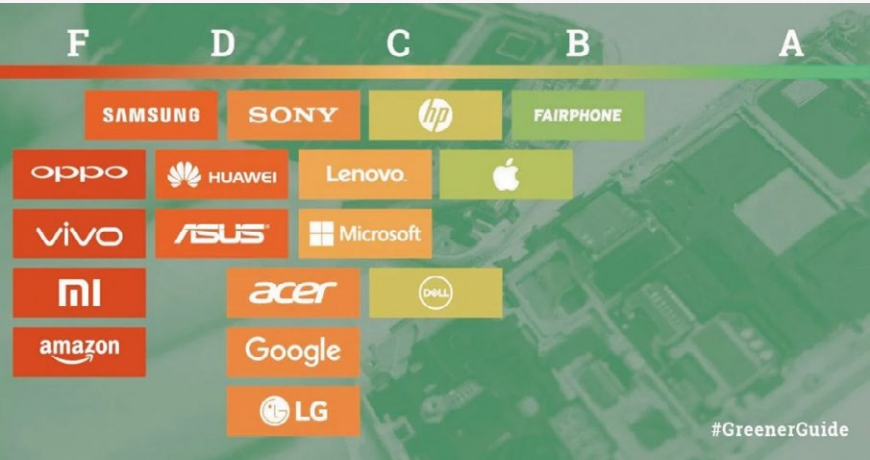 F D C B A
SAMSUNG SONY hp FAIRPHONE
oppo HUAWEI Lenovo.
vivo ASUS Microsoft
MI acer DELL
amazon Google
LG
#GreenerGuide